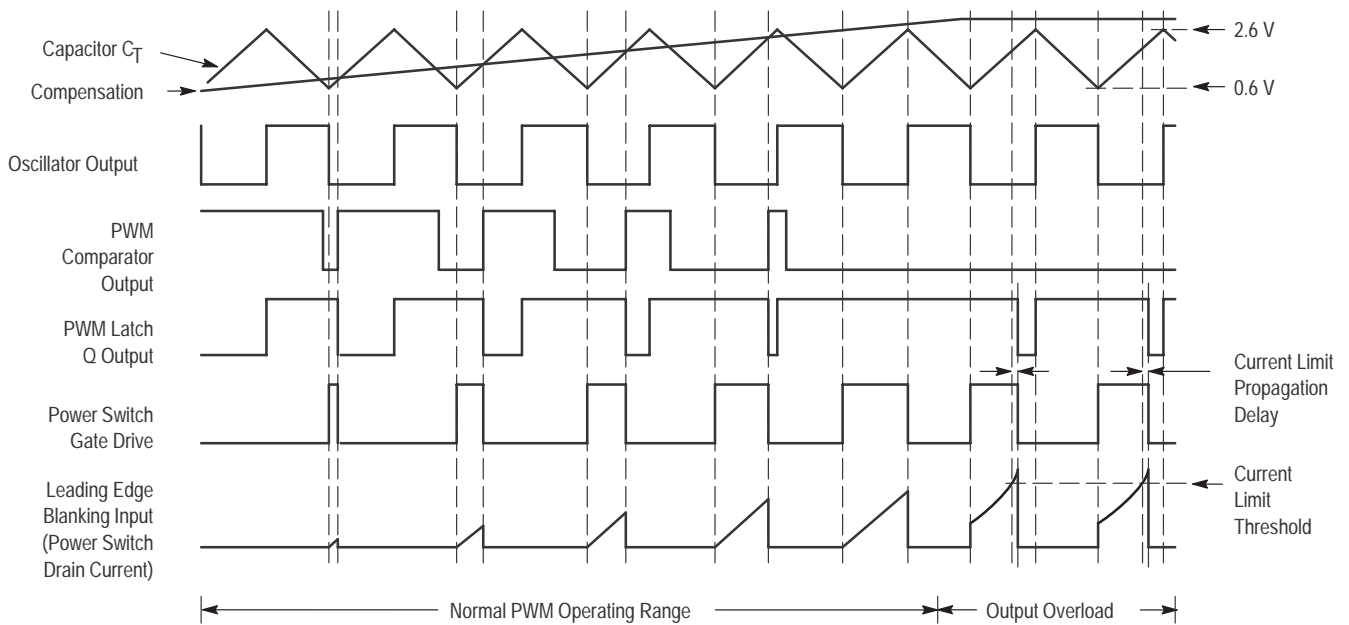 2.6 V
Capacitor CT
Compensation
0.6 V
Oscillator Output
PWM
Comparator
Output
PWM Latch
Q Output
Current Limit
Propagation
Delay
Power Switch
Gate Drive
Leading Edge
Blanking Input
(Power Switch
Drain Current)
Current
Limit
Threshold
Normal PWM Operating Range
Output Overload